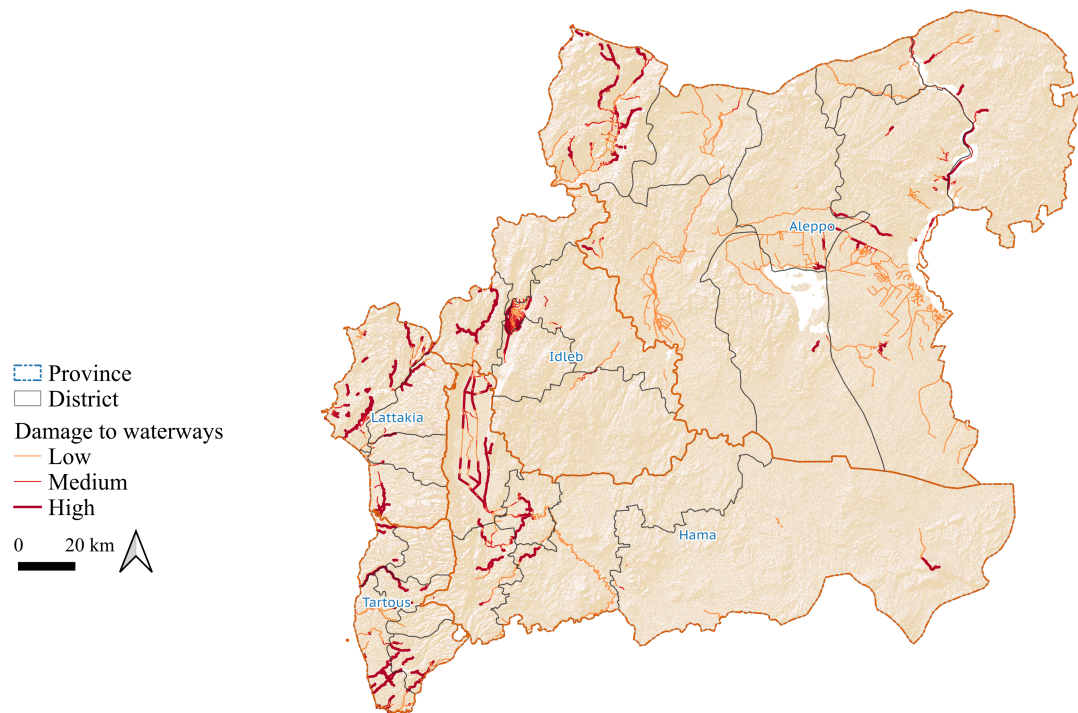 Aleppo
Idleb
Province
District
Lattakia
Damage to waterways
Low
Medium
High
Hama
0 20 km
Tartous